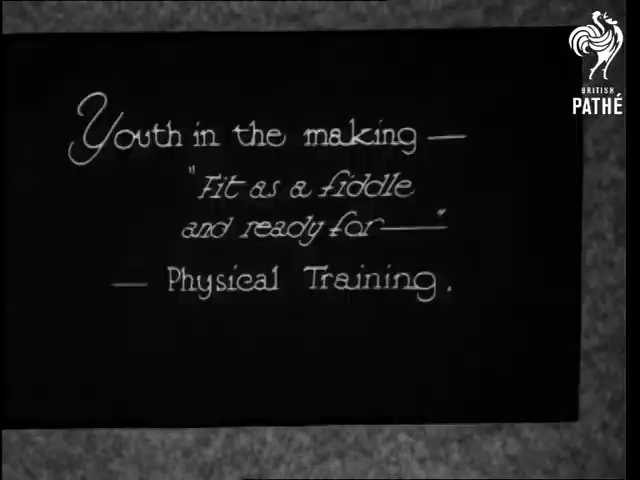 Youth in the making —
"Fit as a fiddle
and ready for——"
— Physical Training.
BRITISH
PATHÉ